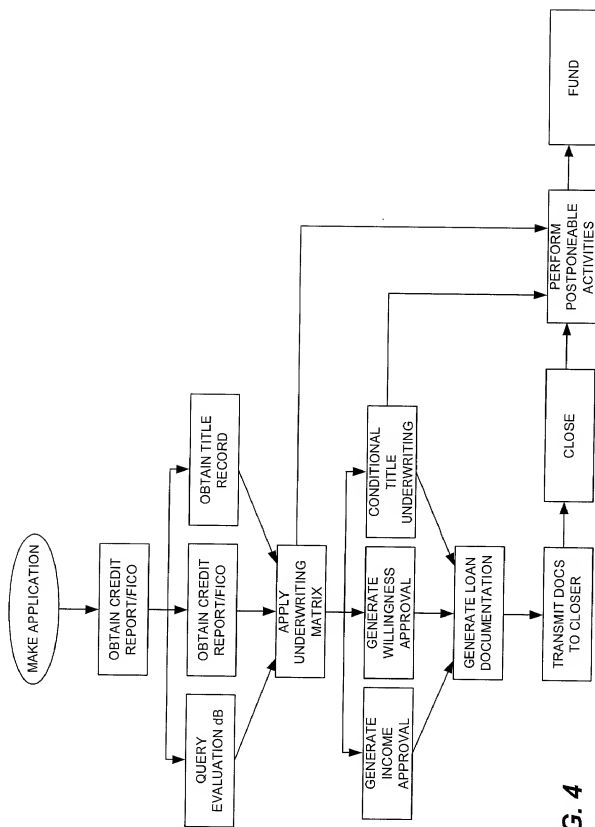 MAKE APPLICATION
OBTAIN CREDIT
REPORT/FICO
QUERY
EVALUATION dB
OBTAIN CREDIT
REPORT/FICO
OBTAIN TITLE
RECORD
APPLY
UNDERWRITING
MATRIX
GENERATE
INCOME
APPROVAL
GENERATE
WILLINGNESS
APPROVAL
CONDITIONAL
TITLE
UNDERWRITING
GENERATE LOAN
DOCUMENTATION
TRANSMIT DOCS
TO CLOSER
CLOSE
PERFORM
POSTPONEABLE
ACTIVITIES
FUND
G. 4